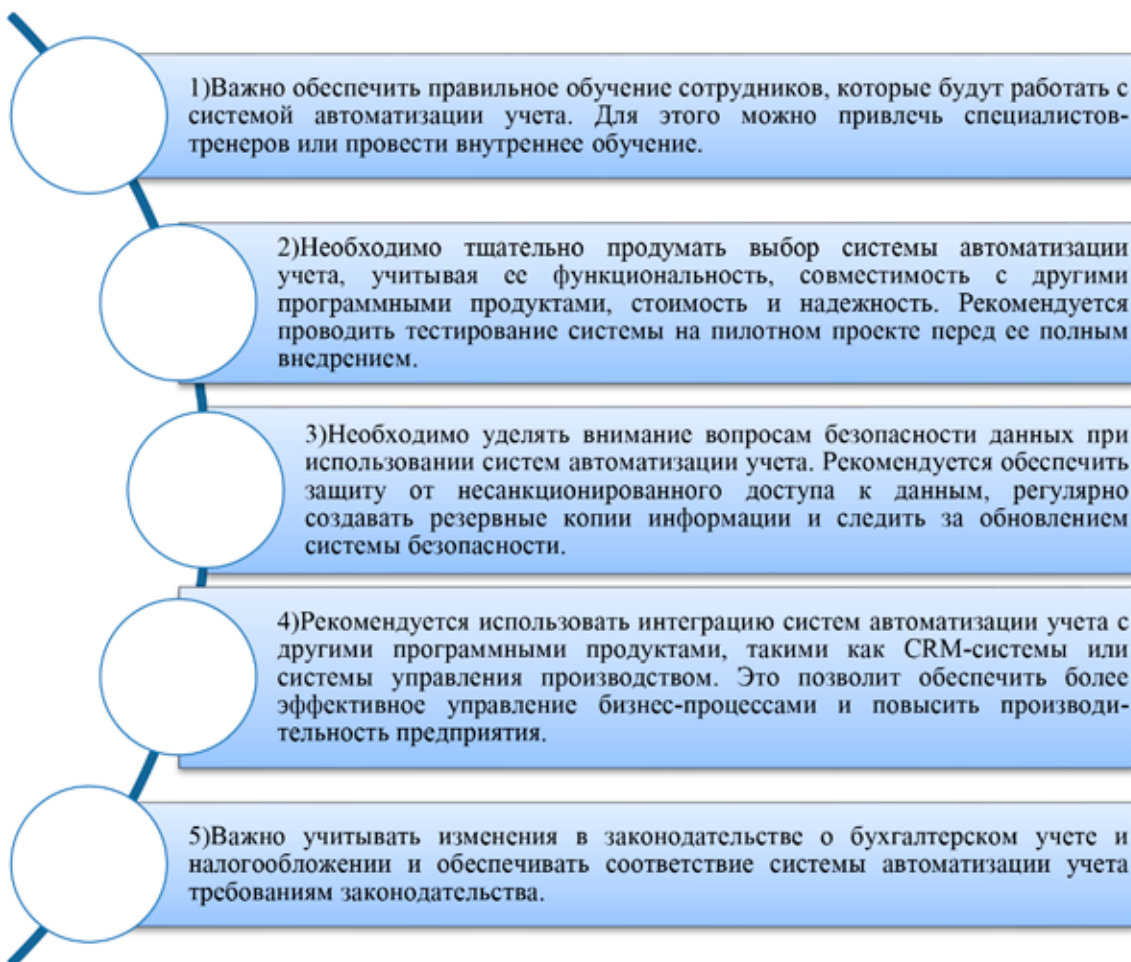 1)Важно обеспечить правильное обучение сотрудников, которые будут работать с
системой автоматизации учета. Для этого можно привлечь специалистов-
тренеров или провести внутреннее обучение.
2)Необходимо тщательно продумать выбор системы автоматизации
учета, учитывая ее функциональность, совместимость с другими
программными продуктами, стоимость и надежность. Рекомендуется
проводить тестирование системы на пилотном проекте перед ее полным
внедрением.
3)Необходимо уделять внимание вопросам безопасности данных при
использовании систем автоматизации учета. Рекомендуется обеспечить
защиту от несанкционированного доступа к данным, регулярно
создавать резервные копии информации и следить за обновлением
системы безопасности.
4)Рекомендуется использовать интеграцию систем автоматизации учета с
другими программными продуктами, такими как CRM-системы или
системы управления производством. Это позволит обеспечить более
эффективное управление бизнес-процессами и повысить производи-
тельность предприятия.
5)Важно учитывать изменения в законодательстве о бухгалтерском учете и
налогообложении и обеспечивать соответствие системы автоматизации учета
требованиям законодательства.